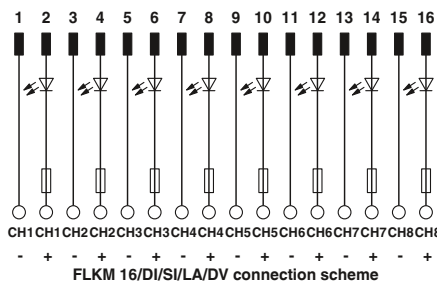 1 2 3 4 5 6 7 8 9 10 11 12 13 14 15 16
CH1 CH1 CH2 CH2 CH3 CH3 CH4 CH4 CH5 CH5 CH6 CH6 CH7 CH7 CH8 CH8
- + - + - + - + - + - + - + - +
FLKM 16/DI/SI/LA/DV connection scheme